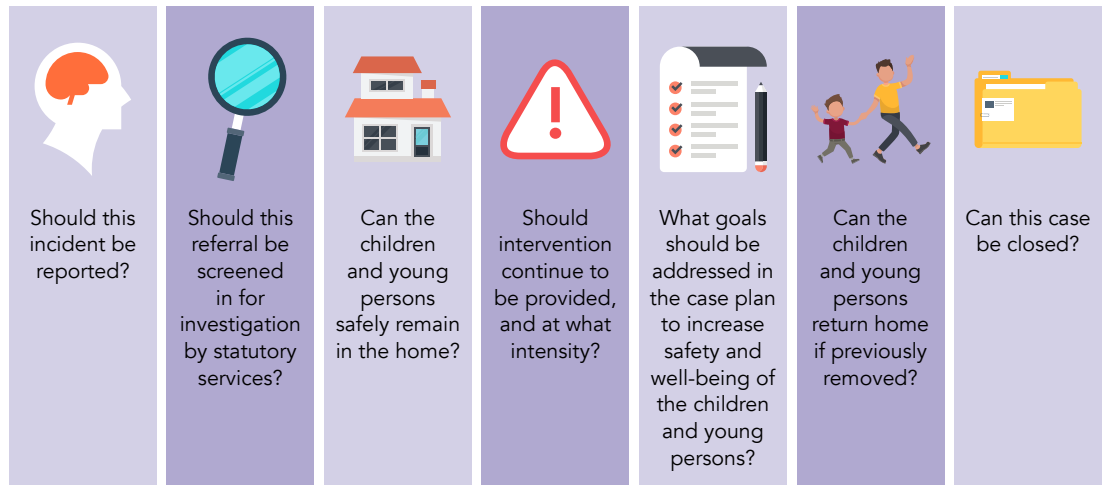 Should this
incident be
reported?
Should this
referral be
screened
in for
investigation
by statutory
services?
Can the
children
and young
persons
safely remain
in the home?
Should
intervention
continue to
be provided,
and at what
intensity?
What goals
should be
addressed in
the case plan
to increase
safety and
well-being of
the children
and young
persons?
Can the
children
and young
persons
return home
if previously
removed?
Can this case
be closed?